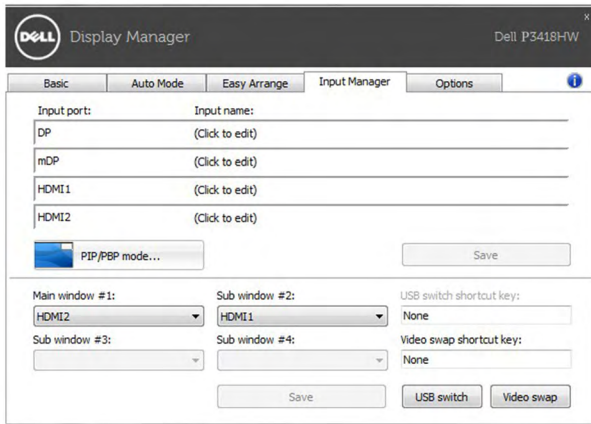 x
DELL Display Manager Dell P3418HW
Basic Auto Mode Easy Arrange Input Manager Options i
Input port: Input name:
DP (Click to edit)
mDP (Click to edit)
HDMI1 (Click to edit)
HDMI2 (Click to edit)
PIP/PBP mode... Save
Main window #1: Sub window #2: USB switch shortcut key:
HDMI2 HDMI1 None
Sub window #3: Sub window #4: Video swap shortcut key:
None
Save USB switch Video swap